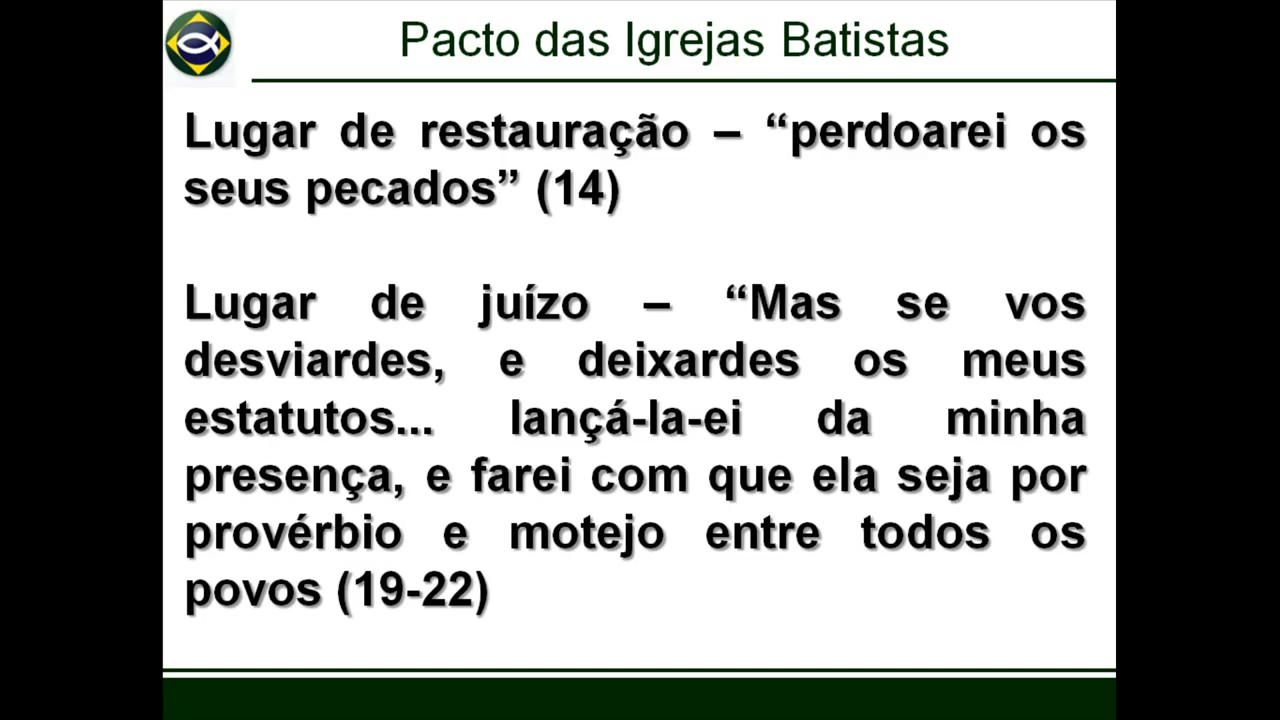 Pacto das Igrejas Batistas
Lugar de restauração – “perdoarei os
seus pecados” (14)
Lugar de juízo – “Mas se vos
desviardes, e deixardes os meus
estatutos... lançá-la-ei da minha
presença, e farei com que ela seja por
provérbio e motejo entre todos os
povos (19-22)